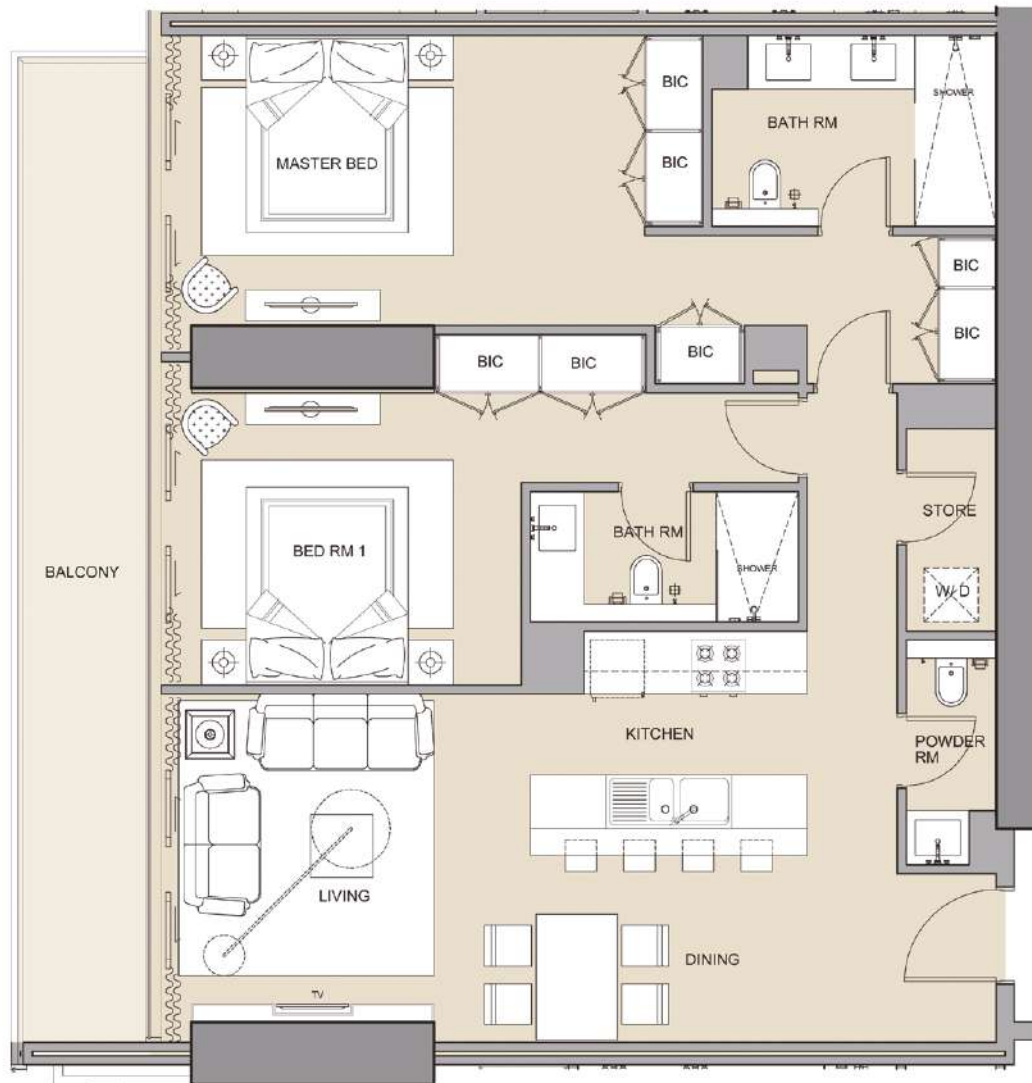 BIC
SHOWER
BATH RM
MASTER BED
BIC
BIC
BIC
BIC
BIC
BIC
BATH RM
STORE
BED RM 1
SHOWER
BALCONY
W/D
KITCHEN
POWDER
RM
LIVING
DINING
TV